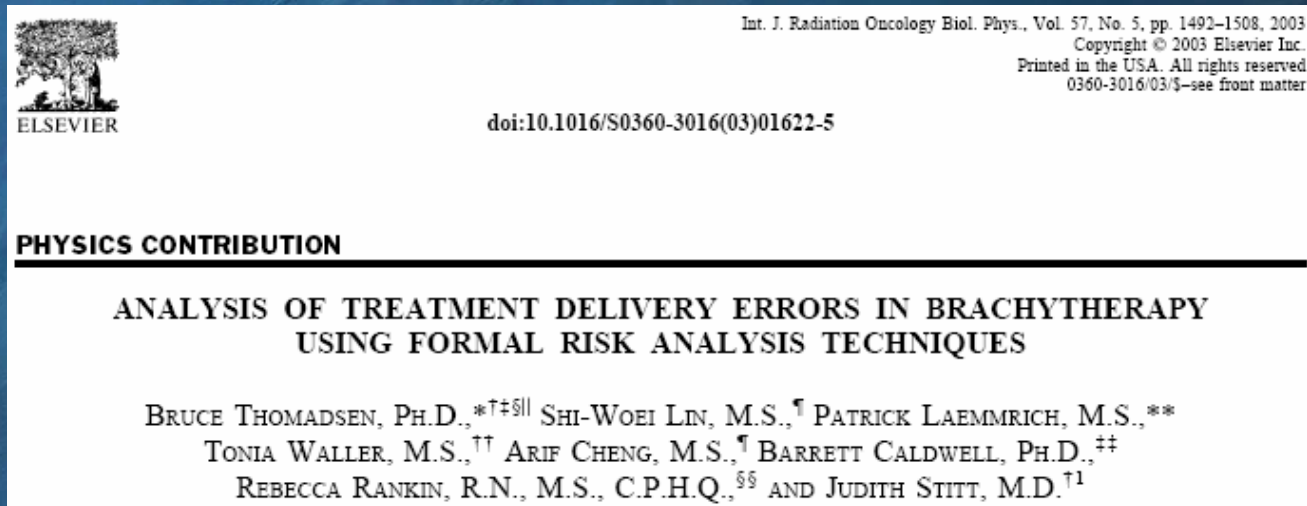 Int. J. Radiation Oncology Biol. Phys., Vol. 57, No. 5, pp. 1492–1508, 2003
Copyright © 2003 Elsevier Inc.
Printed in the USA. All rights reserved
0360-3016/03/$–see front matter
ELSEVIER
doi:10.1016/S0360-3016(03)01622-5
PHYSICS CONTRIBUTION
ANALYSIS OF TREATMENT DELIVERY ERRORS IN BRACHYTHERAPY
USING FORMAL RISK ANALYSIS TECHNIQUES
BRUCE THOMADSEN, PH.D.,*†‡§|| SHI-WOEI LIN, M.S.,¶ PATRICK LAEMMRICH, M.S.,**
TONIA WALLER, M.S.,†† ARIF CHENG, M.S.,¶ BARRETT CALDWELL, PH.D.,‡‡
REBECCA RANKIN, R.N., M.S., C.P.H.Q.,§§ AND JUDITH STITT, M.D.†1